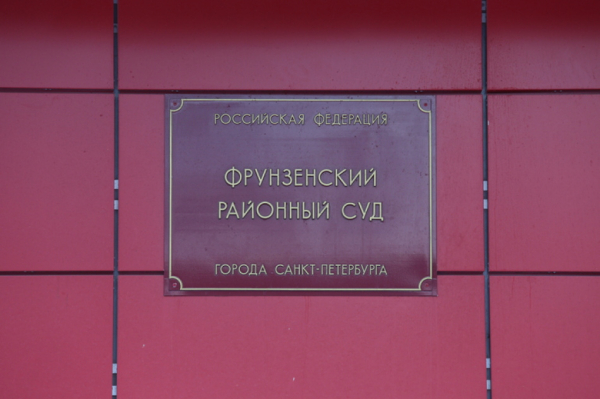 РОССИЙСКАЯ ФЕДЕРАЦИЯ
ФРУНЗЕНСКИЙ
РАЙОННЫЙ СУД
ГОРОДА САНКТ-ПЕТЕРБУРГА